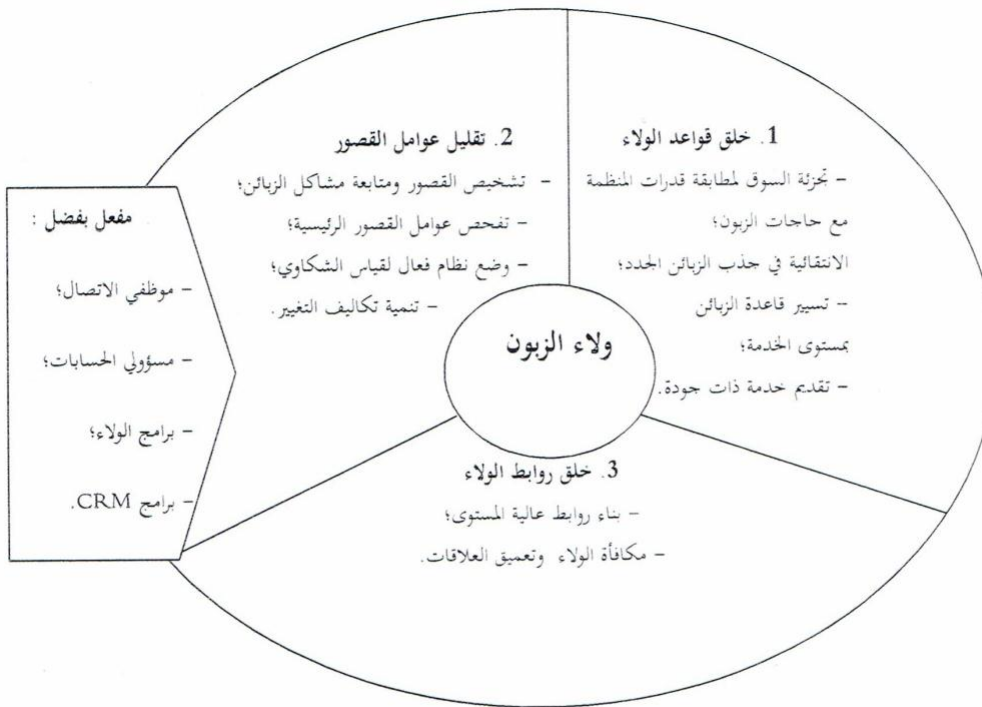 1. خلق قواعد الولاء
– تجزئة السوق لمطابقة قدرات المنظمة
مع حاجات الزبون؛
الانتقائية في جذب الزبائن الجدد؛
– تسيير قاعدة الزبائن
بمستوى الخدمة؛
– تقديم خدمة ذات جودة.
2. تقليل عوامل القصور
- تشخيص القصور ومتابعة مشاكل الزبائن؛
– تفحص عوامل القصور الرئيسية؛
– وضع نظام فعال لقياس الشكاوي؛
– تنمية تكاليف التغيير.
ولاء الزبون
3. خلق روابط الولاء
– بناء روابط عالية المستوى؛
– مكافأة الولاء وتعميق العلاقات.
مفعل بفضل :
– موظفي الاتصال؛
– مسؤولي الحسابات؛
– برامج الولاء؛
– برامج CRM.